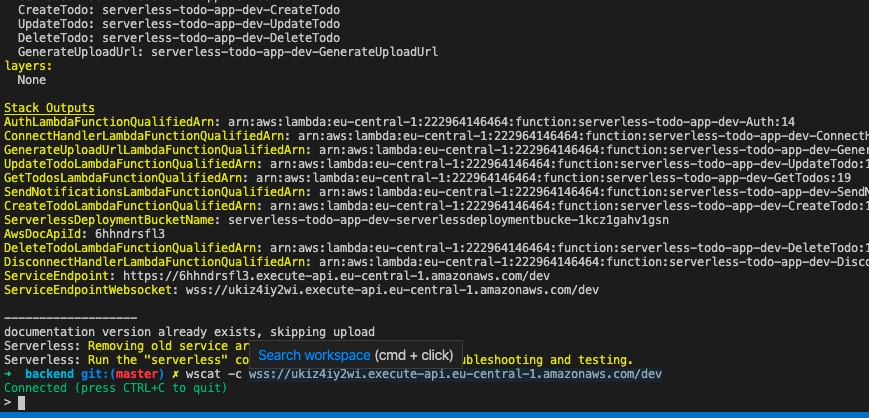 CreateTodo: serverless-todo-app-dev-CreateTodo
UpdateTodo: serverless-todo-app-dev-UpdateTodo
DeleteTodo: serverless-todo-app-dev-DeleteTodo
GenerateUploadUrl: serverless-todo-app-dev-GenerateUploadUrl
layers:
None
Stack Outputs
AuthLambdaFunctionQualifiedArn: arn:aws:lambda:eu-central-1:222964146464:function:serverless-todo-app-dev-Auth:14
ConnectHandlerLambdaFunctionQualifiedArn: arn:aws:lambda:eu-central-1:222964146464:function:serverless-todo-app-dev-ConnectH
GenerateUploadUrlLambdaFunctionQualifiedArn: arn:aws:lambda:eu-central-1:222964146464:function:serverless-todo-app-dev-Gener
UpdateTodoLambdaFunctionQualifiedArn: arn:aws:lambda:eu-central-1:222964146464:function:serverless-todo-app-dev-UpdateTodo:1
GetTodosLambdaFunctionQualifiedArn: arn:aws:lambda:eu-central-1:222964146464:function:serverless-todo-app-dev-GetTodos:19
SendNotificationsLambdaFunctionQualifiedArn: arn:aws:lambda:eu-central-1:222964146464:function:serverless-todo-app-dev-SendN
CreateTodoLambdaFunctionQualifiedArn: arn:aws:lambda:eu-central-1:222964146464:function:serverless-todo-app-dev-CreateTodo:1
ServerlessDeploymentBucketName: serverless-todo-app-dev-serverlessdeploymentbucke-1kcz1gahv1gsn
AwsDocApiId: 6hhndrsfl3
DeleteTodoLambdaFunctionQualifiedArn: arn:aws:lambda:eu-central-1:222964146464:function:serverless-todo-app-dev-DeleteTodo:1
DisconnectHandlerLambdaFunctionQualifiedArn: arn:aws:lambda:eu-central-1:222964146464:function:serverless-todo-app-dev-Disco
ServiceEndpoint: https://6hhndrsfl3.execute-api.eu-central-1.amazonaws.com/dev
ServiceEndpointWebsocket: wss://ukiz4iy2wi.execute-api.eu-central-1.amazonaws.com/dev
-------------------
documentation version already exists, skipping upload
Serverless: Removing old service ar
Serverless: Run the "serverless" co
Search workspace (cmd + click)
ubleshooting and testing.
➜ backend git:(master) ✗ wscat -c wss://ukiz4iy2wi.execute-api.eu-central-1.amazonaws.com/dev
Connected (press CTRL+C to quit)
>